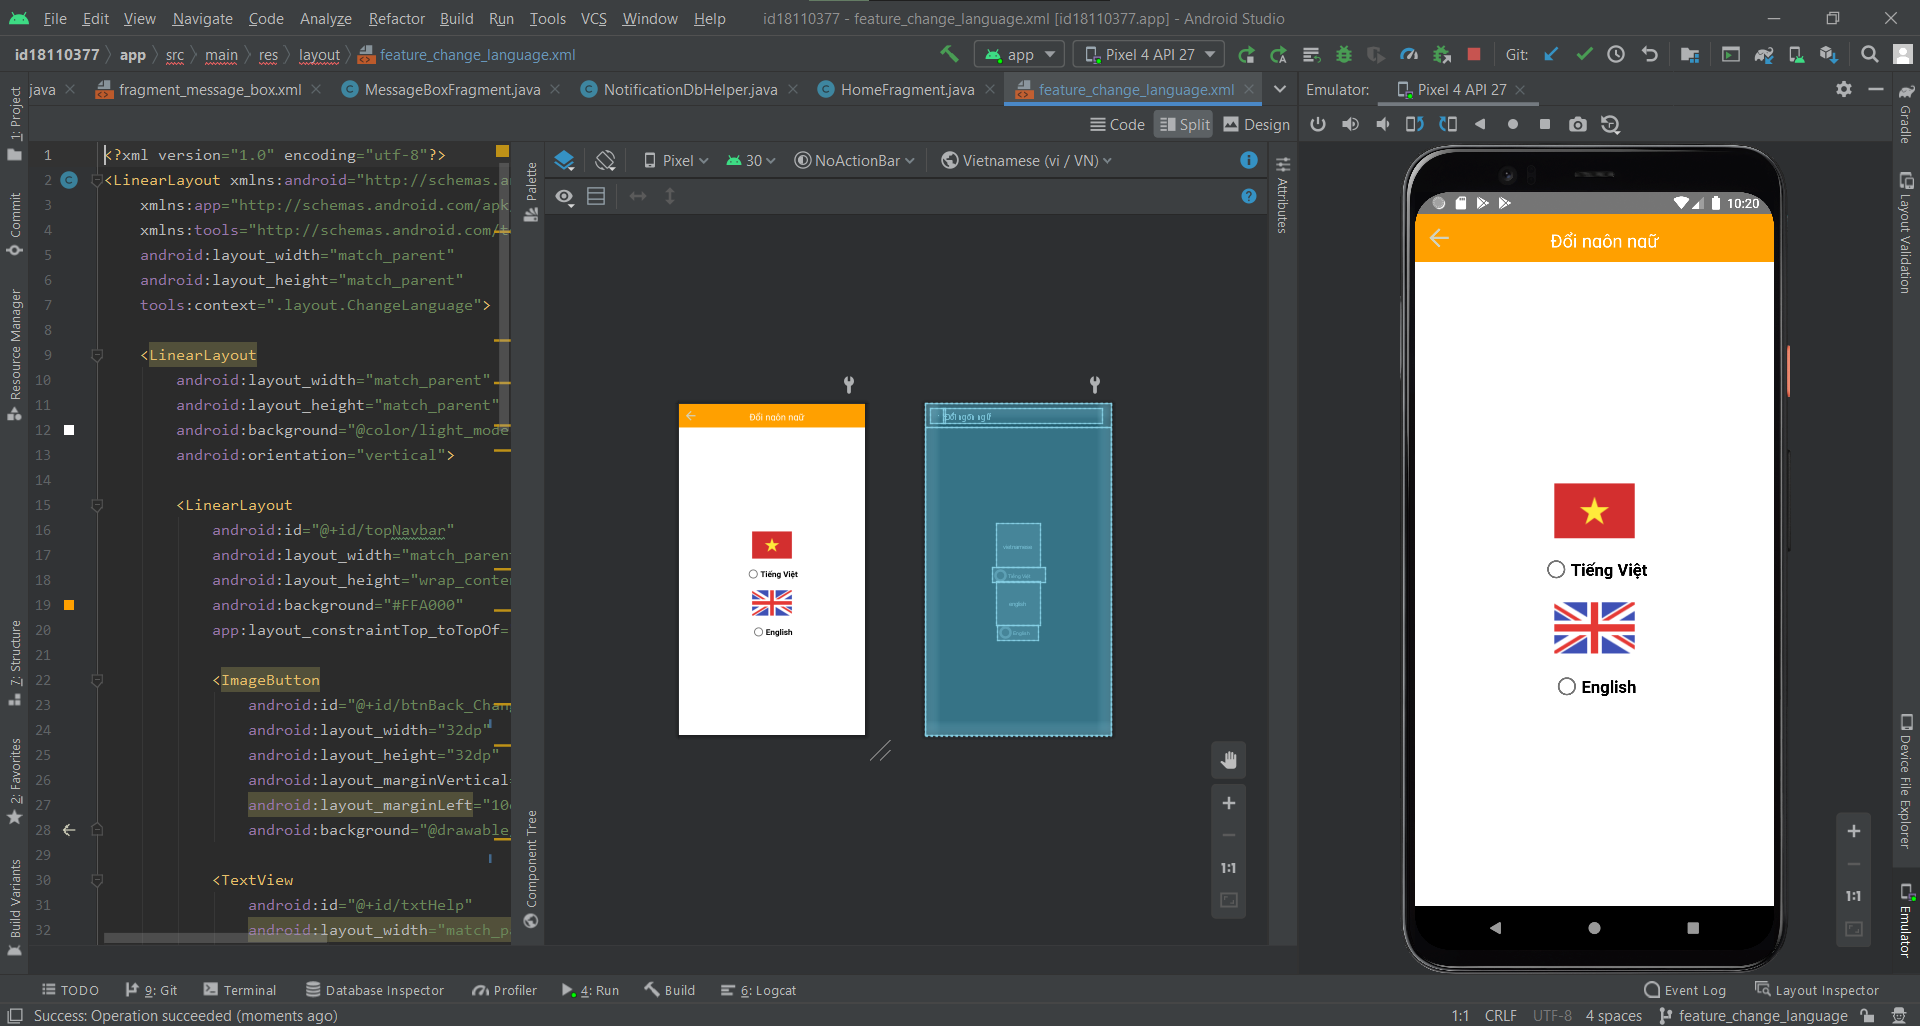 File Edit View Navigate Code Analyze Refactor Build Run Tools VCS Window Help id18110377 - feature_change_language.xml [id18110377.app] - Android Studio
id18110377 app src main res layout feature_change_language.xml app Pixel 4 API 27 Git:
java fragment_message_box.xml MessageBoxFragment.java NotificationDbHelper.java HomeFragment.java feature_change_language.xml Emulator: Pixel 4 API 27
Code Split Design
Pixel 30 NoActionBar Vietnamese (vi / VN)
1: Project
Commit
Resource Manager
7: Structure
2: Favorites
Build Variants
1 <?xml version="1.0" encoding="utf-8"?>
2 <LinearLayout xmlns:android="http://schemas.a
3 xmlns:app="http://schemas.android.com/apk
4 xmlns:tools="http://schemas.android.com/t
5 android:layout_width="match_parent"
6 android:layout_height="match_parent"
7 tools:context=".layout.ChangeLanguage">
8
9 <LinearLayout
10 android:layout_width="match_parent"
11 android:layout_height="match_parent"
12 android:background="@color/light_mode
13 android:orientation="vertical">
14
15 <LinearLayout
16 android:id="@+id/topNavbar"
17 android:layout_width="match_paren
18 android:layout_height="wrap_conte
19 android:background="#FFA000"
20 app:layout_constraintTop_toTopOf=
21
22 <ImageButton
23 android:id="@+id/btnBack_Chan
24 android:layout_width="32dp"
25 android:layout_height="32dp"
26 android:layout_marginVertical=
27 android:layout_marginLeft="10
28 android:background="@drawable
29
30 <TextView
31 android:id="@+id/txtHelp"
32 android:layout_width="match_p
Palette
Component Tree
Attributes
Đổi ngôn ngữ
Tiếng Việt
English
Đổi ngôn ngữ
vietnamese
Tiếng Việt
english
English
1:1
10:20
Đổi ngôn ngữ
Tiếng Việt
English
1:1
Gradle
Layout Validation
Device File Explorer
Emulator
TODO 9: Git Terminal Database Inspector Profiler 4: Run Build 6: Logcat Event Log Layout Inspector
Success: Operation succeeded (moments ago) 1:1 CRLF UTF-8 4 spaces feature_change_language